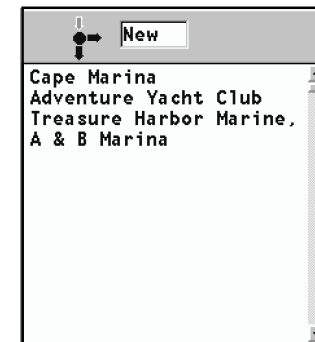 New
Cape Marina
Adventure Yacht Club
Treasure Harbor Marine,
A & B Marina